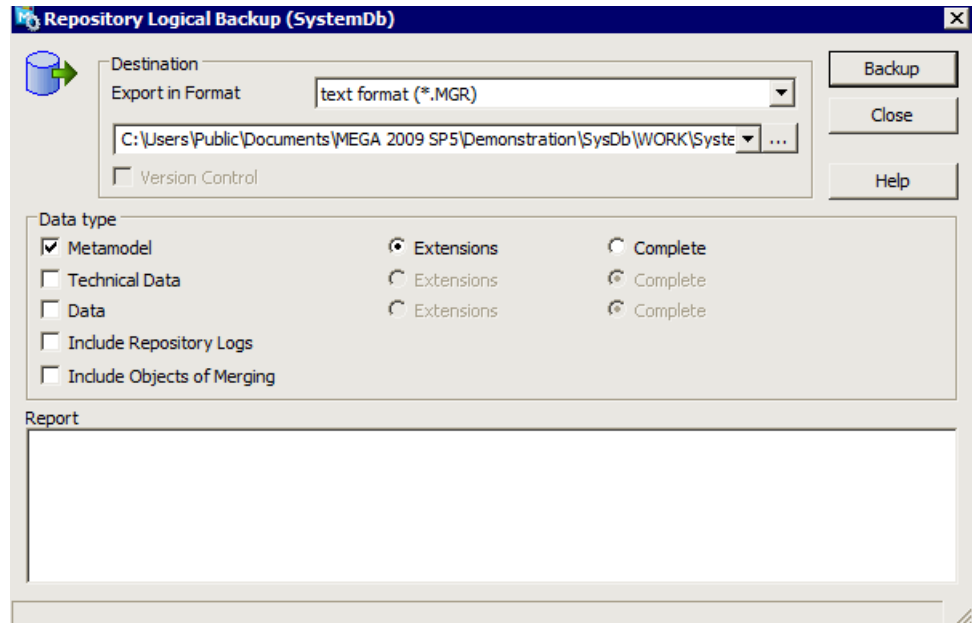 Repository Logical Backup (SystemDb)
Destination
Export in Format text format (*.MGR)
C:\Users\Public\Documents\MEGA 2009 SP5\Demonstration\SysDb\WORK\Syste ...
Version Control
Backup
Close
Help
Data type
Metamodel Extensions Complete
Technical Data Extensions Complete
Data Extensions Complete
Include Repository Logs
Include Objects of Merging
Report